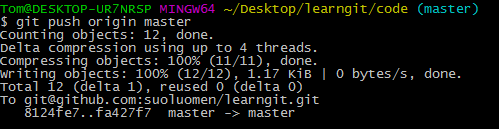 Tom@DESKTOP-UR7NRSP MINGW64 ~/Desktop/learngit/code (master)
$ git push origin master
Counting objects: 12, done.
Delta compression using up to 4 threads.
Compressing objects: 100% (11/11), done.
Writing objects: 100% (12/12), 1.17 KiB | 0 bytes/s, done.
Total 12 (delta 1), reused 0 (delta 0)
To git@github.com:suoluomen/learngit.git
   8124fe7..fa427f7  master -> master